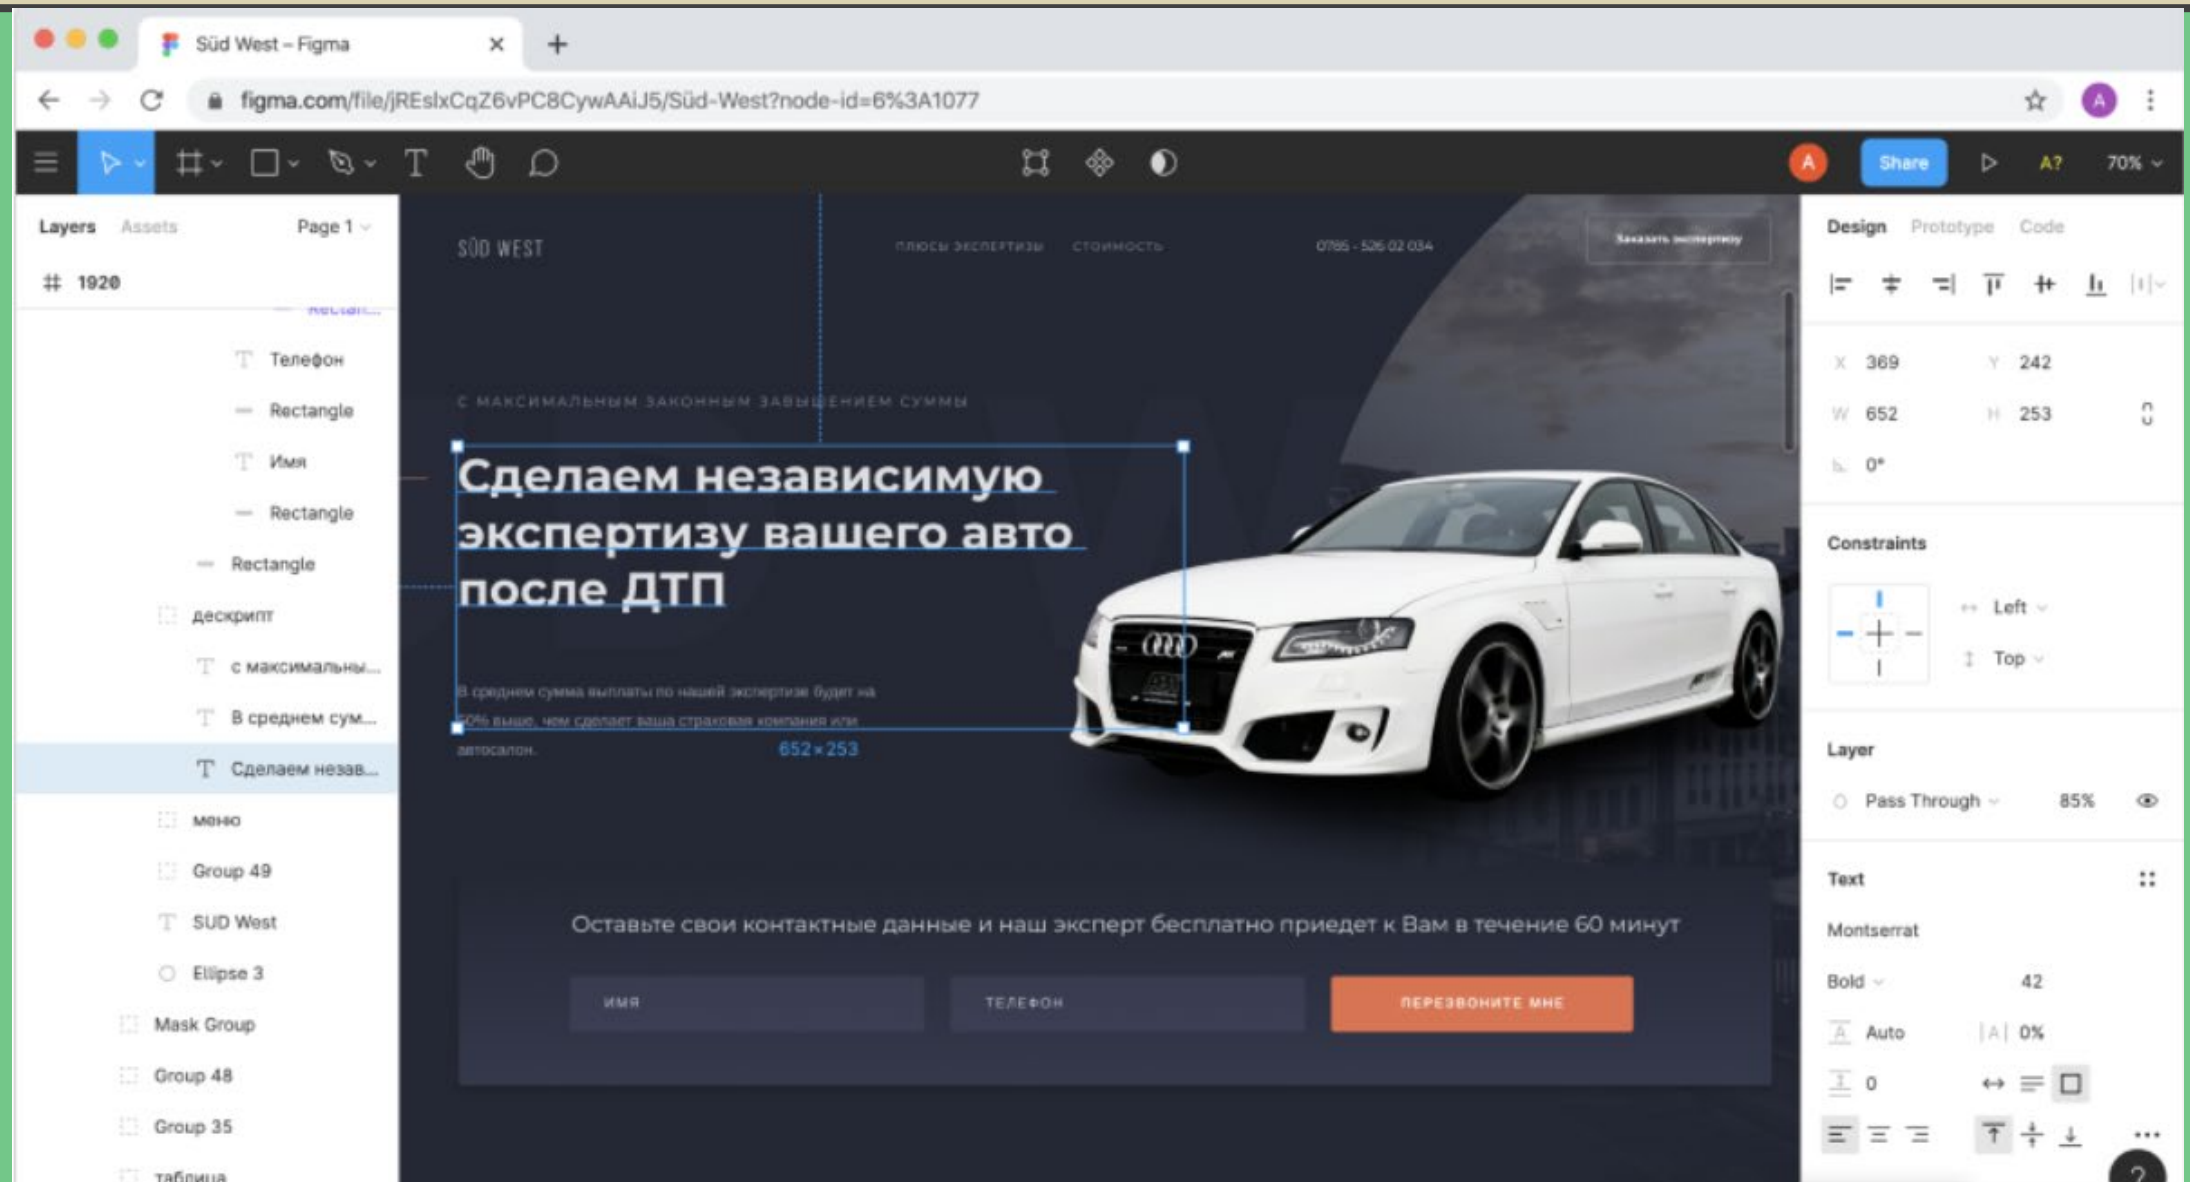 Süd West – Figma
figma.com/file/jREslxCqZ6vPC8CywAAiJ5/Süd-West?node-id=6%3A1077
A
A
Share
A?
70%
Layers
Assets
Page 1
1920
Rectan...
Телефон
Rectangle
Имя
Rectangle
Rectangle
дескрипт
с максимальны...
В среднем сум...
Сделаем незав...
меню
Group 49
SUD West
Ellipse 3
Mask Group
Group 48
Group 35
таблица
SÜD WEST
ПЛЮСЫ ЭКСПЕРТИЗЫ
СТОИМОСТЬ
0785 - 526 02 034
Заказать экспертизу
С МАКСИМАЛЬНЫМ ЗАКОННЫМ ЗАВЫШЕНИЕМ СУММЫ
Сделаем независимую
экспертизу вашего авто
после ДТП
В среднем сумма выплаты по нашей экспертизе будет на
50% выше, чем сделает ваша страховая компания или
автосалон.
652 × 253
Оставьте свои контактные данные и наш эксперт бесплатно приедет к Вам в течение 60 минут
ИМЯ
ТЕЛЕФОН
ПЕРЕЗВОНИТЕ МНЕ
Design
Prototype
Code
X 369
Y 242
W 652
H 253
0°
Constraints
Left
Top
Layer
Pass Through
85%
Text
Montserrat
Bold
42
A Auto
|A| 0%
0
?